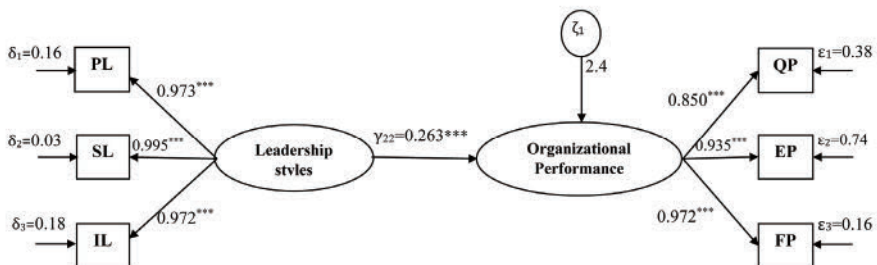 ζ₁
δ₁=0.16
PL
QP
ε₁=0.38
2.4
0.973***
0.850***
δ₂=0.03
SL
0.995***
Leadership
stvles
γ₂₂=0.263***
Organizational
Performance
0.935***
EP
ε₂=0.74
δ₃=0.18
IL
0.972***
0.972***
FP
ε₃=0.16